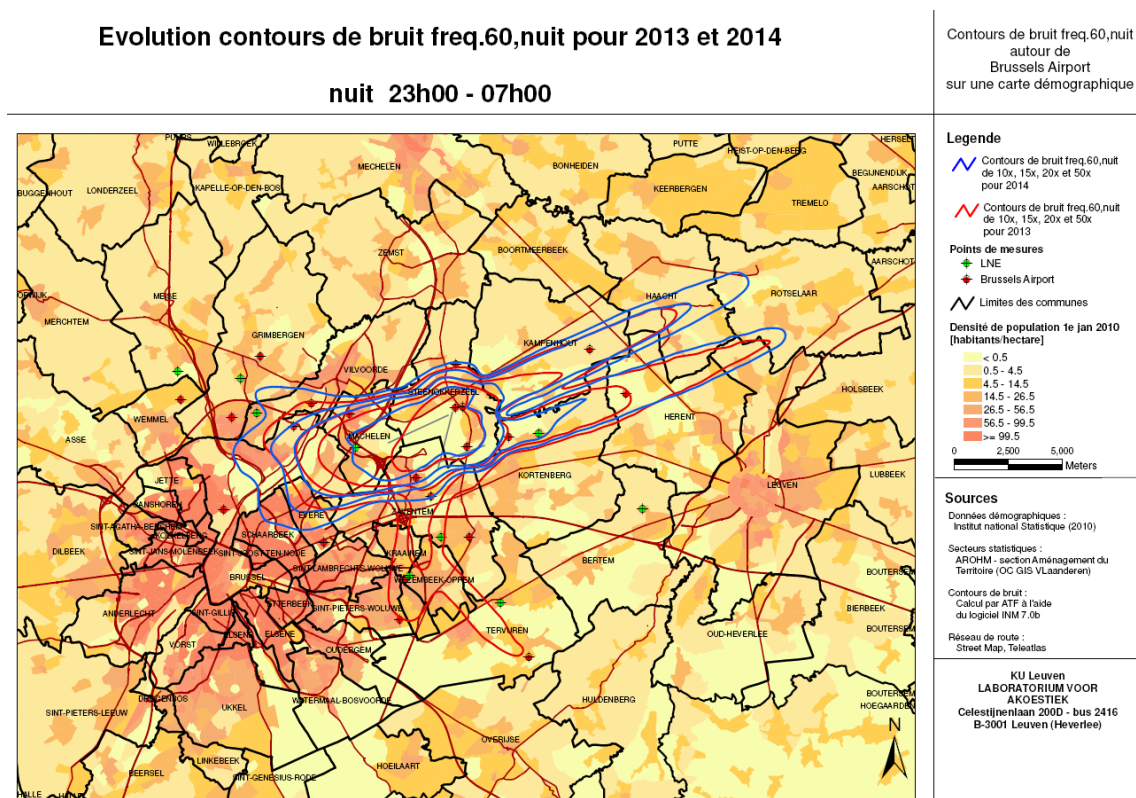 Evolution contours de bruit freq.60,nuit pour 2013 et 2014
nuit 23h00 - 07h00
Contours de bruit freq.60,nuit
autour de
Brussels Airport
sur une carte démographique
Legende
Contours de bruit freq.60,nuit
de 10x, 15x, 20x et 50x
pour 2014
Contours de bruit freq.60,nuit
de 10x, 15x, 20x et 50x
pour 2013
Points de mesures
LNE
Brussels Airport
Limites des communes
Densité de population 1e jan 2010
[habitants/hectare]
< 0.5
0.5 - 4.5
4.5 - 14.5
14.5 - 26.5
26.5 - 56.5
56.5 - 99.5
>= 99.5
0 2,500 5,000
Meters
Sources
Données démographiques :
Institut national Statistique (2010)
Secteurs statistiques :
AROHM - section Aménagement du
Territoire (OC GIS VLaanderen)
Contours de bruit :
Calcul par ATF à l'aide
du logiciel INM 7.0b
Réseau de route :
Street Map, Teleatlas
KU Leuven
LABORATORIUM VOOR
AKOESTIEK
Celestijnenlaan 200D - bus 2416
B-3001 Leuven (Heverlee)
PUURS
WILLEBROEK
MECHELEN
BONHEIDEN
PUTTE
HEIST-OP-DEN-BERG
HERSEL
BUGGENHOUT
LONDERZEEL
KAPELLE-OP-DEN-BOS
KEERBERGEN
BEGIJNENDIJK
AARSCHOT
TREMELO
ZEMST
BOORTMEERBEEK
AARSCHOT
MEISE
HAACHT
ROTSELAAR
MERCHTEM
GRIMBERGEN
KAMPENHOUT
VILVOORDE
STEENOKKERZEEL
HOLSBEEK
WEMMEL
HERENT
ASSE
MACHELEN
KORTENBERG
LUBBEEK
JETTE
LEUVEN
GANSHOREN
EVERE
ZAVENTEM
SINT-AGATHA-BERCHEM
KOEKELBERG
SCHAARBEEK
DILBEEK
SINT-JANS-MOLENBEEK
SINT-JOOST-TEN-NODE
KRAAINEM
BERTEM
SINT-LAMBRECHTS-WOLUWE
BOUTERSEM
BRUSSEL
WEZEMBEEK-OPPEM
ANDERLECHT
SINT-GILLIS
ETTERBEEK
SINT-PIETERS-WOLUWE
BIERBEEK
TERVUREN
BOUTERSEM
ELSENE
ELSENE
OUD-HEVERLEE
VORST
OUDERGEM
BOUTERSEM
DROGENBOS
WATERMAAL-BOSVOORDE
HULDENBERG
HOEGAARDEN
SINT-PIETERS-LEEUW
UKKEL
N
OVERIJSE
LINKEBEEK
HOEILAART
BEERSEL
SINT-GENESIUS-RODE
HALLE